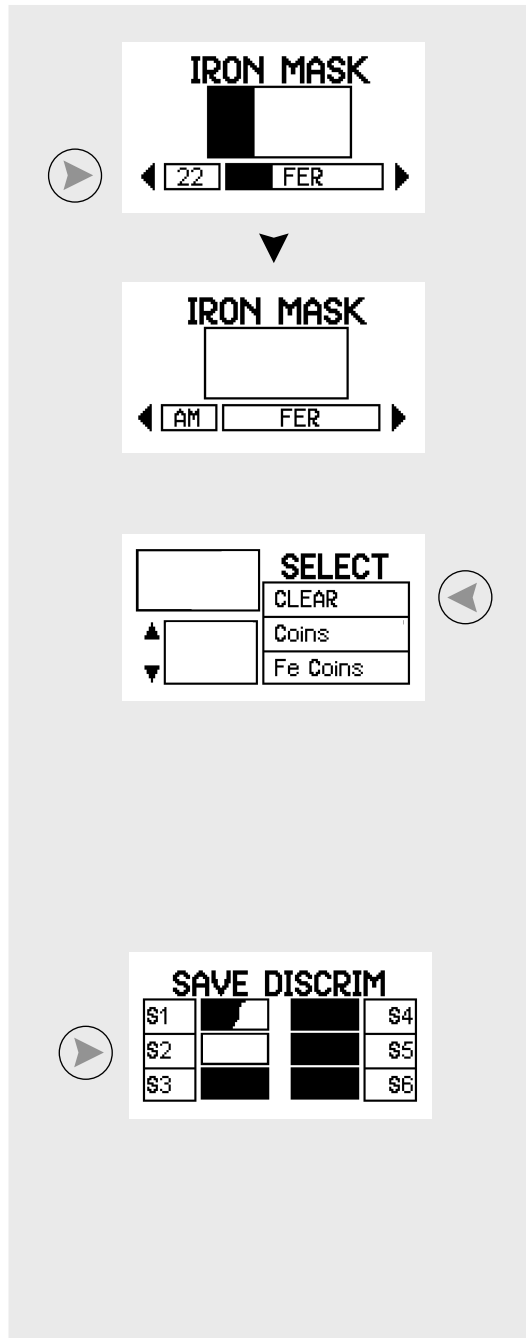 IRON MASK
22 FER
IRON MASK
AM FER
SELECT
CLEAR
Coins
Fe Coins
SAVE DISCRIM
S1 S4
S2 S5
S3 S6